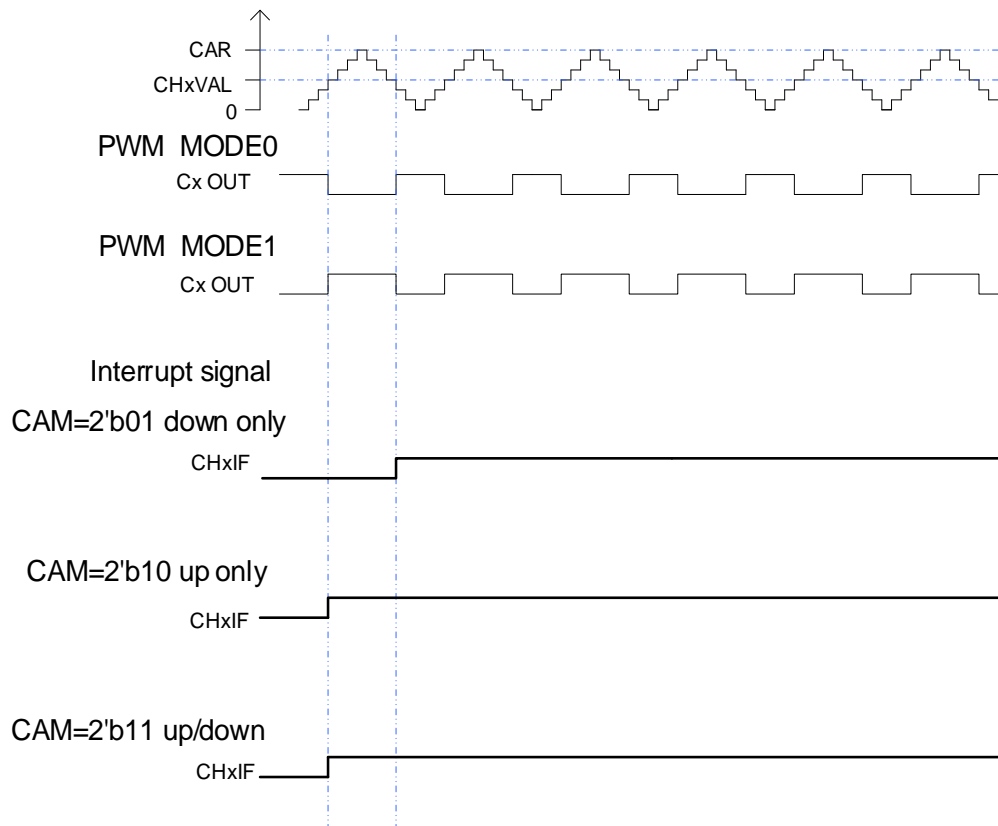 CAR
CHxVAL
0
PWM MODE0
Cx OUT
PWM MODE1
Cx OUT
Interrupt signal
CAM=2'b01 down only
CHxIF
CAM=2'b10 up only
CHxIF
CAM=2'b11 up/down
CHxIF